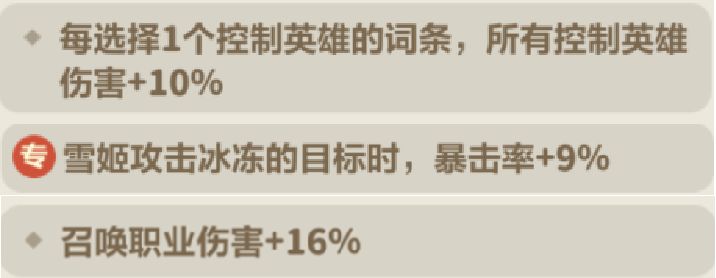 每选择1个控制英雄的词条，所有控制英雄
伤害+10%
专 雪姬攻击冰冻的目标时，暴击率+9%
召唤职业伤害+16%